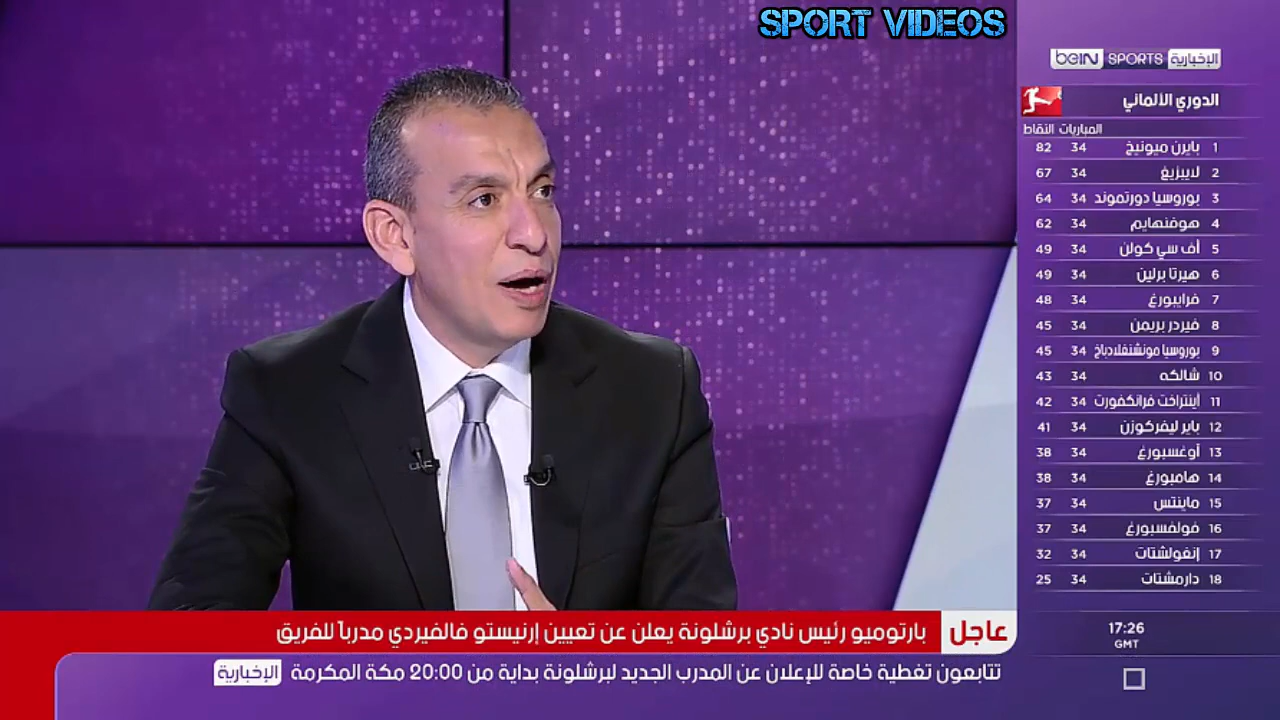 SPORT VIDEOS
beIN SPORTS الإخبارية
الدوري الألماني
المباريات النقاط
1 بايرن ميونيخ 34 82
2 لايبزيغ 34 67
3 بوروسيا دورتموند 34 64
4 هوفنهايم 34 62
5 أف سي كولن 34 49
6 هيرتا برلين 34 49
7 فرايبورغ 34 48
8 فيردر بريمن 34 45
9 بوروسيا مونشنغلادباخ 34 45
10 شالكه 34 43
11 أينتراخت فرانكفورت 34 42
12 باير ليفركوزن 34 41
13 أوغسبورغ 34 38
14 هامبورغ 34 38
15 ماينتس 34 37
16 فولفسبورغ 34 37
17 إنغولشتات 34 32
18 دارمشتات 34 25
17:26
GMT
عاجل بارتوميو رئيس نادي برشلونة يعلن عن تعيين إرنيستو فالفيردي مدرباً للفريق
تتابعون تغطية خاصة للإعلان عن المدرب الجديد لبرشلونة بداية من 20:00 مكة المكرمة الإخبارية